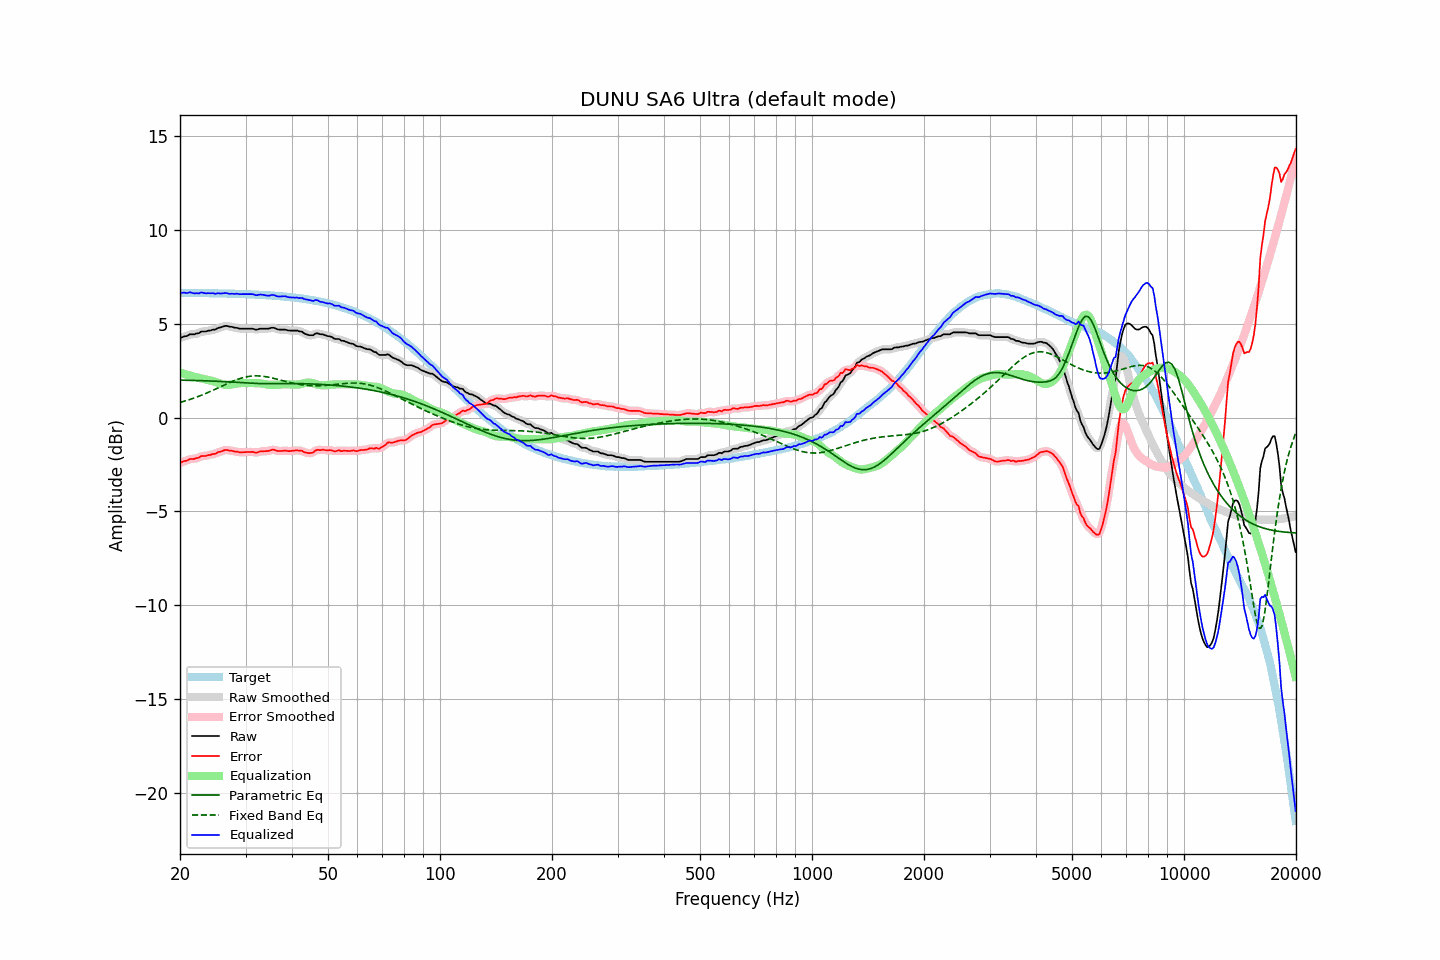 DUNU SA6 Ultra (default mode)
Amplitude (dBr)
15
10
5
0
−5
−10
−15
−20
Target
Raw Smoothed
Error Smoothed
Raw
Error
Equalization
Parametric Eq
Fixed Band Eq
Equalized
20 50 100 200 500 1000 2000 5000 10000 20000
Frequency (Hz)